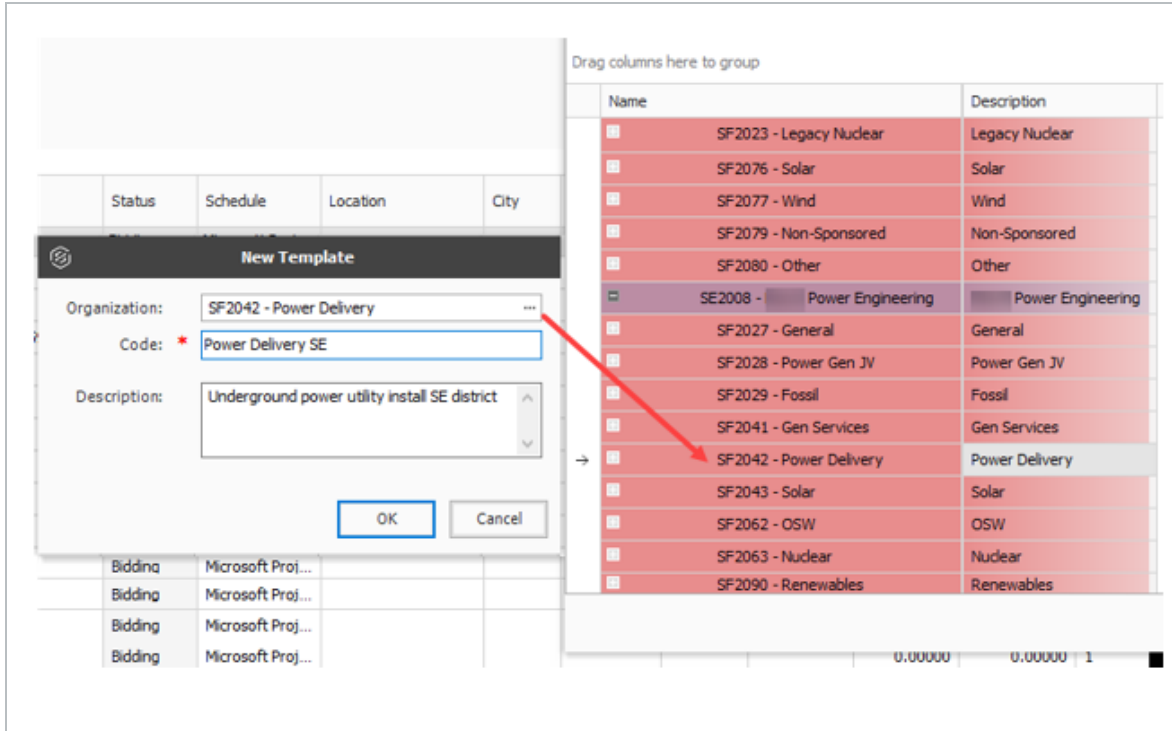 Drag columns here to group
Name Description
SF2023 - Legacy Nuclear Legacy Nuclear
SF2076 - Solar Solar
SF2077 - Wind Wind
SF2079 - Non-Sponsored Non-Sponsored
SF2080 - Other Other
SE2008 - Power Engineering Power Engineering
SF2027 - General General
SF2028 - Power Gen JV Power Gen JV
SF2029 - Fossil Fossil
SF2041 - Gen Services Gen Services
SF2042 - Power Delivery Power Delivery
SF2043 - Solar Solar
SF2062 - OSW OSW
SF2063 - Nuclear Nuclear
SF2090 - Renewables Renewables
Status Schedule Location City
New Template
Organization: SF2042 - Power Delivery ...
Code: * Power Delivery SE
Description: Underground power utility install SE district
OK Cancel
Bidding Microsoft Proj...
Bidding Microsoft Proj...
Bidding Microsoft Proj...
Bidding Microsoft Proj...
0.00000 0.00000 1